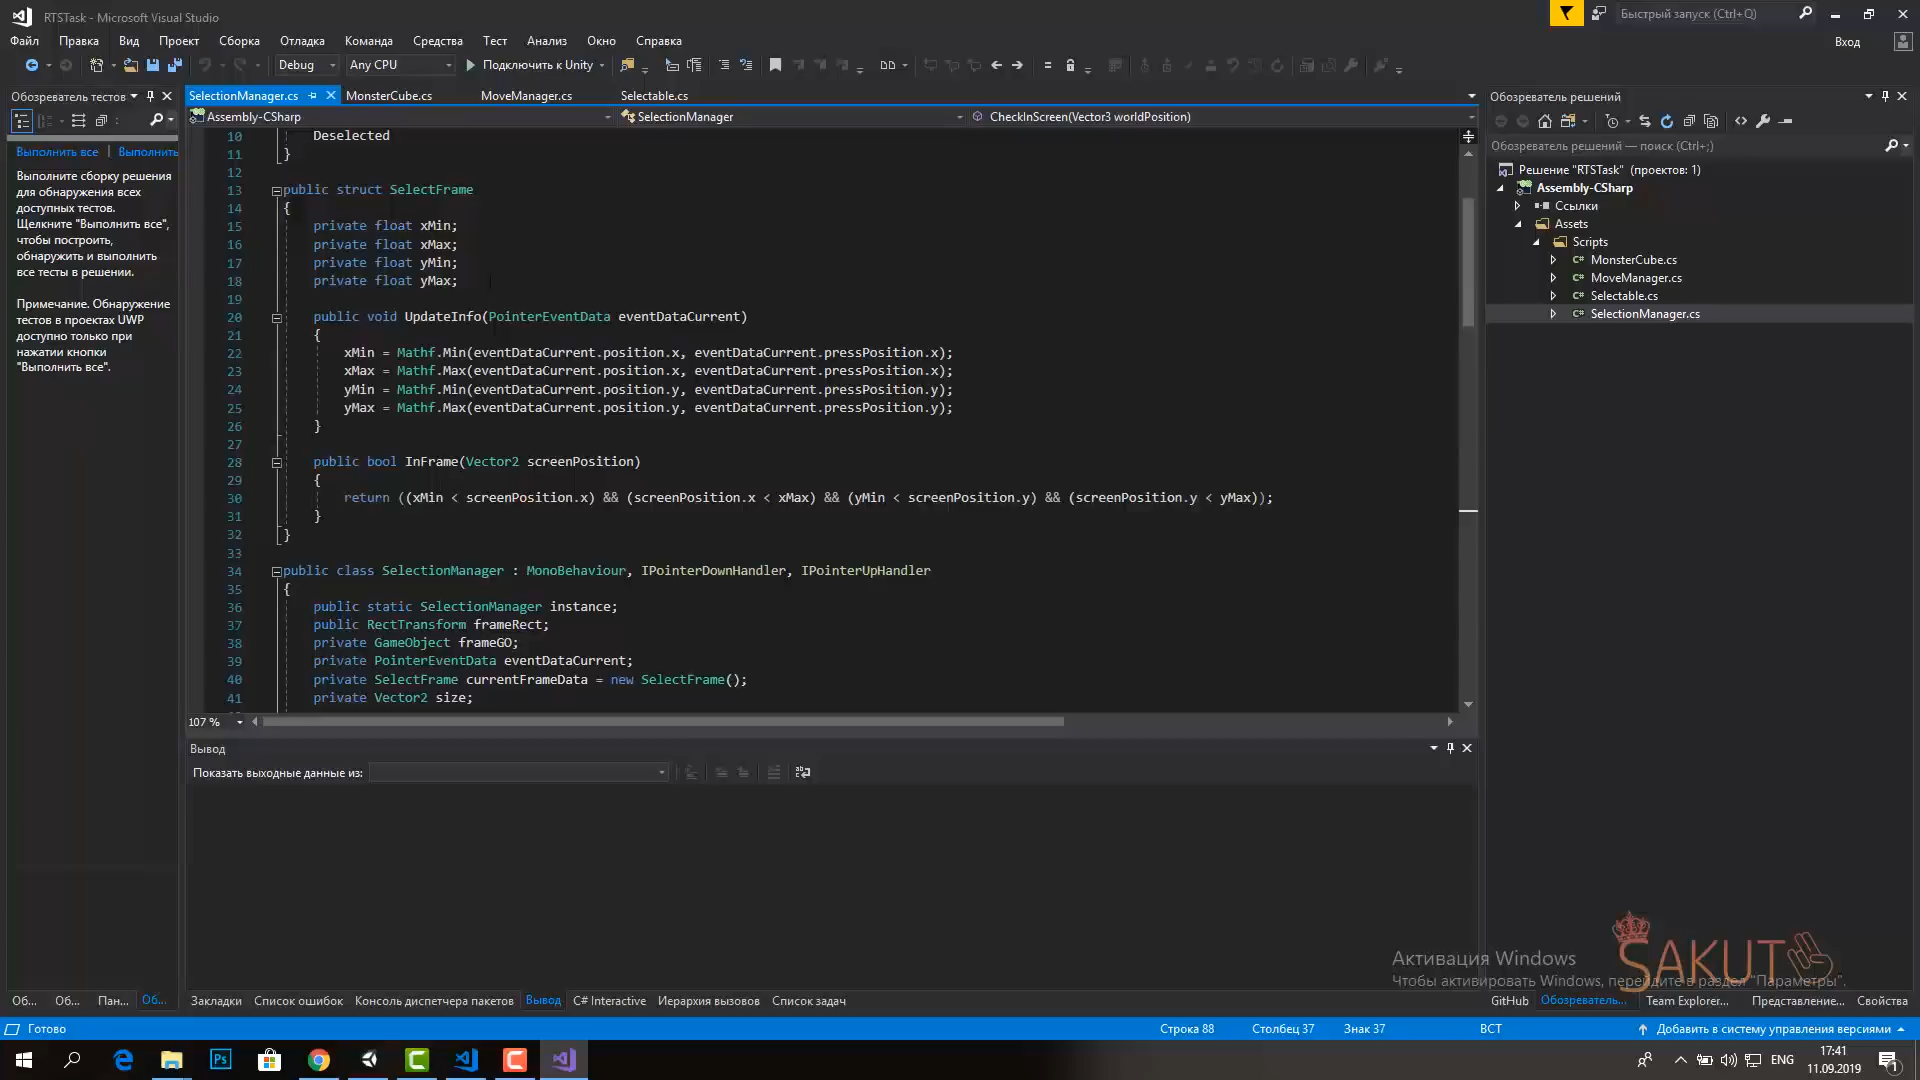 RTSTask - Microsoft Visual Studio
Быстрый запуск (Ctrl+Q)
Файл Правка Вид Проект Сборка Отладка Команда Средства Тест Анализ Окно Справка
Вход
Debug Any CPU Подключить к Unity
Обозреватель тестов
Выполнить все | Выполнить
Выполните сборку решения
для обнаружения всех
доступных тестов.
Щелкните "Выполнить все",
чтобы построить,
обнаружить и выполнить
все тесты в решении.
Примечание. Обнаружение
тестов в проектах UWP
доступно только при
нажатии кнопки
"Выполнить все".
SelectionManager.cs MonsterCube.cs MoveManager.cs Selectable.cs
Assembly-CSharp SelectionManager CheckInScreen(Vector3 worldPosition)
10 Deselected
11 }
12
13 public struct SelectFrame
14 {
15 private float xMin;
16 private float xMax;
17 private float yMin;
18 private float yMax;
19
20 public void UpdateInfo(PointerEventData eventDataCurrent)
21 {
22 xMin = Mathf.Min(eventDataCurrent.position.x, eventDataCurrent.pressPosition.x);
23 xMax = Mathf.Max(eventDataCurrent.position.x, eventDataCurrent.pressPosition.x);
24 yMin = Mathf.Min(eventDataCurrent.position.y, eventDataCurrent.pressPosition.y);
25 yMax = Mathf.Max(eventDataCurrent.position.y, eventDataCurrent.pressPosition.y);
26 }
27
28 public bool InFrame(Vector2 screenPosition)
29 {
30 return ((xMin < screenPosition.x) && (screenPosition.x < xMax) && (yMin < screenPosition.y) && (screenPosition.y < yMax));
31 }
32 }
33
34 public class SelectionManager : MonoBehaviour, IPointerDownHandler, IPointerUpHandler
35 {
36 public static SelectionManager instance;
37 public RectTransform frameRect;
38 private GameObject frameGO;
39 private PointerEventData eventDataCurrent;
40 private SelectFrame currentFrameData = new SelectFrame();
41 private Vector2 size;
107 %
Вывод
Показать выходные данные из:
Обозреватель решений
Обозреватель решений — поиск (Ctrl+;)
Решение "RTSTask" (проектов: 1)
Assembly-CSharp
Ссылки
Assets
Scripts
C# MonsterCube.cs
C# MoveManager.cs
C# Selectable.cs
C# SelectionManager.cs
SAKUT
Активация Windows
Чтобы активировать Windows, перейдите в раздел "Параметры".
Об... Об... Пан... Об...
Закладки Список ошибок Консоль диспетчера пакетов Вывод C# Interactive Иерархия вызовов Список задач
GitHub Обозреватель... Team Explorer... Представление... Свойства
Готово
Строка 88 Столбец 37 Знак 37 ВСТ
Добавить в систему управления версиями
Ps
ENG
17:41
11.09.2019
1